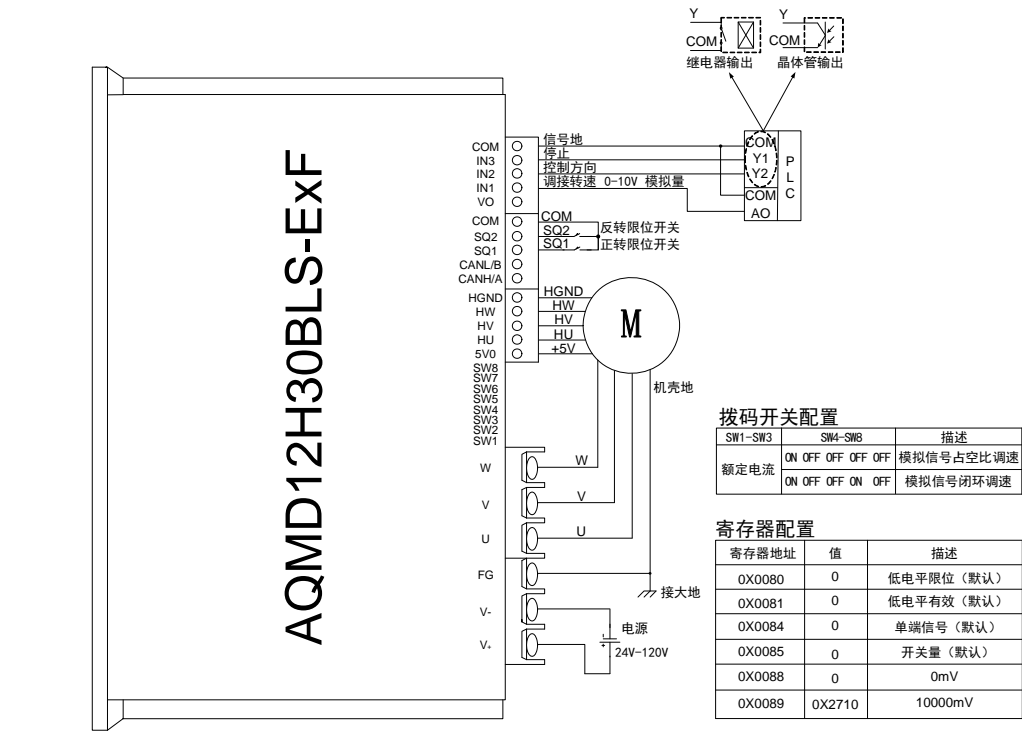 Y
COM
继电器输出
Y
COM
晶体管输出
AQMD12H30BLS-ExF
COM
IN3
IN2
IN1
VO
COM
SQ2
SQ1
CANL/B
CANH/A
HGND
HW
HV
HU
5V0
SW8
SW7
SW6
SW5
SW4
SW3
SW2
SW1
W
V
U
FG
V-
V+
信号地
停止
控制方向
调接转速 0-10V 模拟量
COM
Y1
Y2
COM
AO
PLC
COM
SQ2 反转限位开关
SQ1 正转限位开关
HGND
HW
HV
HU
+5V
M
机壳地
W
V
U
接大地
电源
24V-120V
拨码开关配置
SW1-SW3 SW4-SW8 描述
额定电流 ON OFF OFF OFF OFF 模拟信号占空比调速
ON OFF OFF ON OFF 模拟信号闭环调速
寄存器配置
寄存器地址 值 描述
0X0080 0 低电平限位（默认）
0X0081 0 低电平有效（默认）
0X0084 0 单端信号（默认）
0X0085 0 开关量（默认）
0X0088 0 0mV
0X0089 0X2710 10000mV